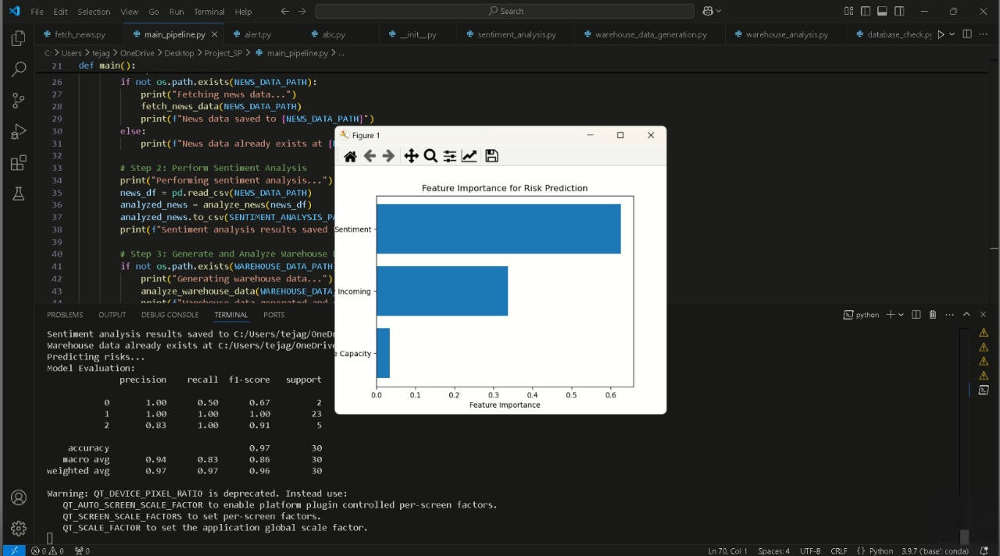 File Edit Selection View Go Run Terminal Help
Search
fetch_news.py main_pipeline.py alert.py abc.py __init__.py sentiment_analysis.py warehouse_data_generation.py warehouse_analysis.py database_check.py
C: > Users > tejag > OneDrive > Desktop > Project_SP > main_pipeline.py > ...
21 def main():
26 if not os.path.exists(NEWS_DATA_PATH):
27 print("Fetching news data...")
28 fetch_news_data(NEWS_DATA_PATH)
29 print(f"News data saved to {NEWS_DATA_PATH}")
30 else:
31 print(f"News data already exists at {
32
33 # Step 2: Perform Sentiment Analysis
34 print("Performing sentiment analysis...")
35 news_df = pd.read_csv(NEWS_DATA_PATH)
36 analyzed_news = analyze_news(news_df)
37 analyzed_news.to_csv(SENTIMENT_ANALYSIS_PA
38 print(f"Sentiment analysis results saved
39
40 # Step 3: Generate and Analyze Warehouse
41 if not os.path.exists(WAREHOUSE_DATA_PATH
42 print("Generating warehouse data...")
43 analyze_warehouse_data(WAREHOUSE_DATA_
44 print(f"Warehouse data generated and
Figure 1
Feature Importance for Risk Prediction
Sentiment
Incoming
e Capacity
0.0 0.1 0.2 0.3 0.4 0.5 0.6
Feature Importance
PROBLEMS OUTPUT DEBUG CONSOLE TERMINAL PORTS
python
Sentiment analysis results saved to C:/Users/tejag/OneDr
Warehouse data already exists at C:/Users/tejag/OneDrive
Predicting risks...
Model Evaluation:
precision recall f1-score support
0 1.00 0.50 0.67 2
1 1.00 1.00 1.00 23
2 0.83 1.00 0.91 5
accuracy 0.97 30
macro avg 0.94 0.83 0.86 30
weighted avg 0.97 0.97 0.96 30
Warning: QT_DEVICE_PIXEL_RATIO is deprecated. Instead use:
QT_AUTO_SCREEN_SCALE_FACTOR to enable platform plugin controlled per-screen factors.
QT_SCREEN_SCALE_FACTORS to set per-screen factors.
QT_SCALE_FACTOR to set the application global scale factor.
0 0 0 Ln 70, Col 1 Spaces: 4 UTF-8 CRLF {} Python 3.9.7 ('base': conda)